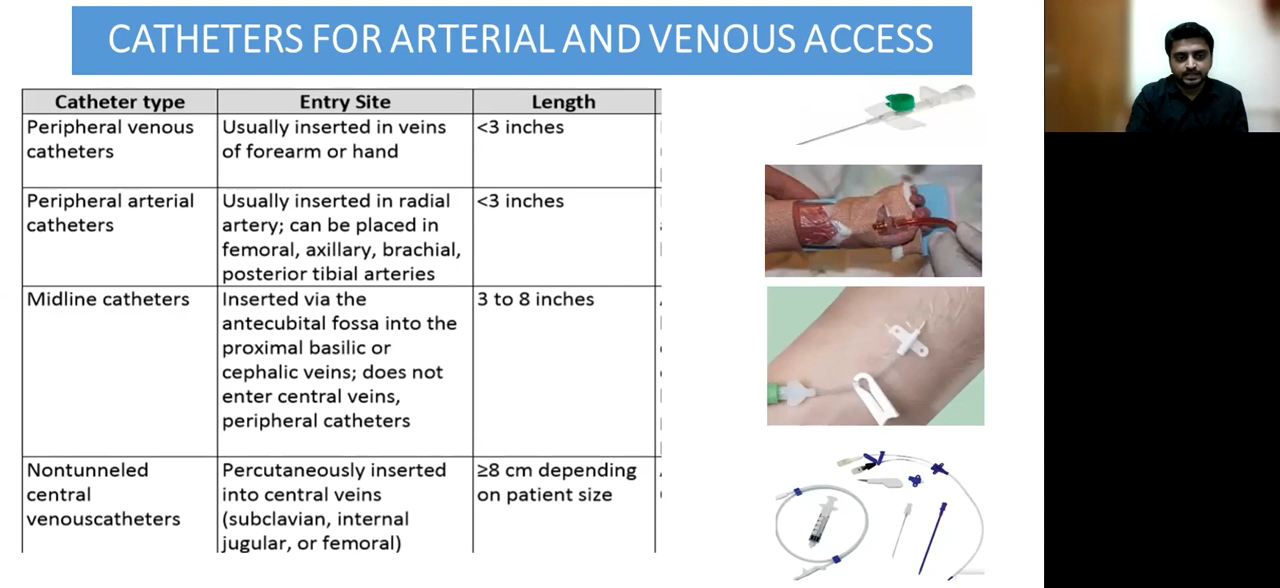 CATHETERS FOR ARTERIAL AND VENOUS ACCESS
Catheter type Entry Site Length
Peripheral venous
catheters
Usually inserted in veins
of forearm or hand
<3 inches
Peripheral arterial
catheters
Usually inserted in radial
artery; can be placed in
femoral, axillary, brachial,
posterior tibial arteries
<3 inches
Midline catheters
Inserted via the
antecubital fossa into the
proximal basilic or
cephalic veins; does not
enter central veins,
peripheral catheters
3 to 8 inches
Nontunneled
central
venouscatheters
Percutaneously inserted
into central veins
(subclavian, internal
jugular, or femoral)
≥8 cm depending
on patient size